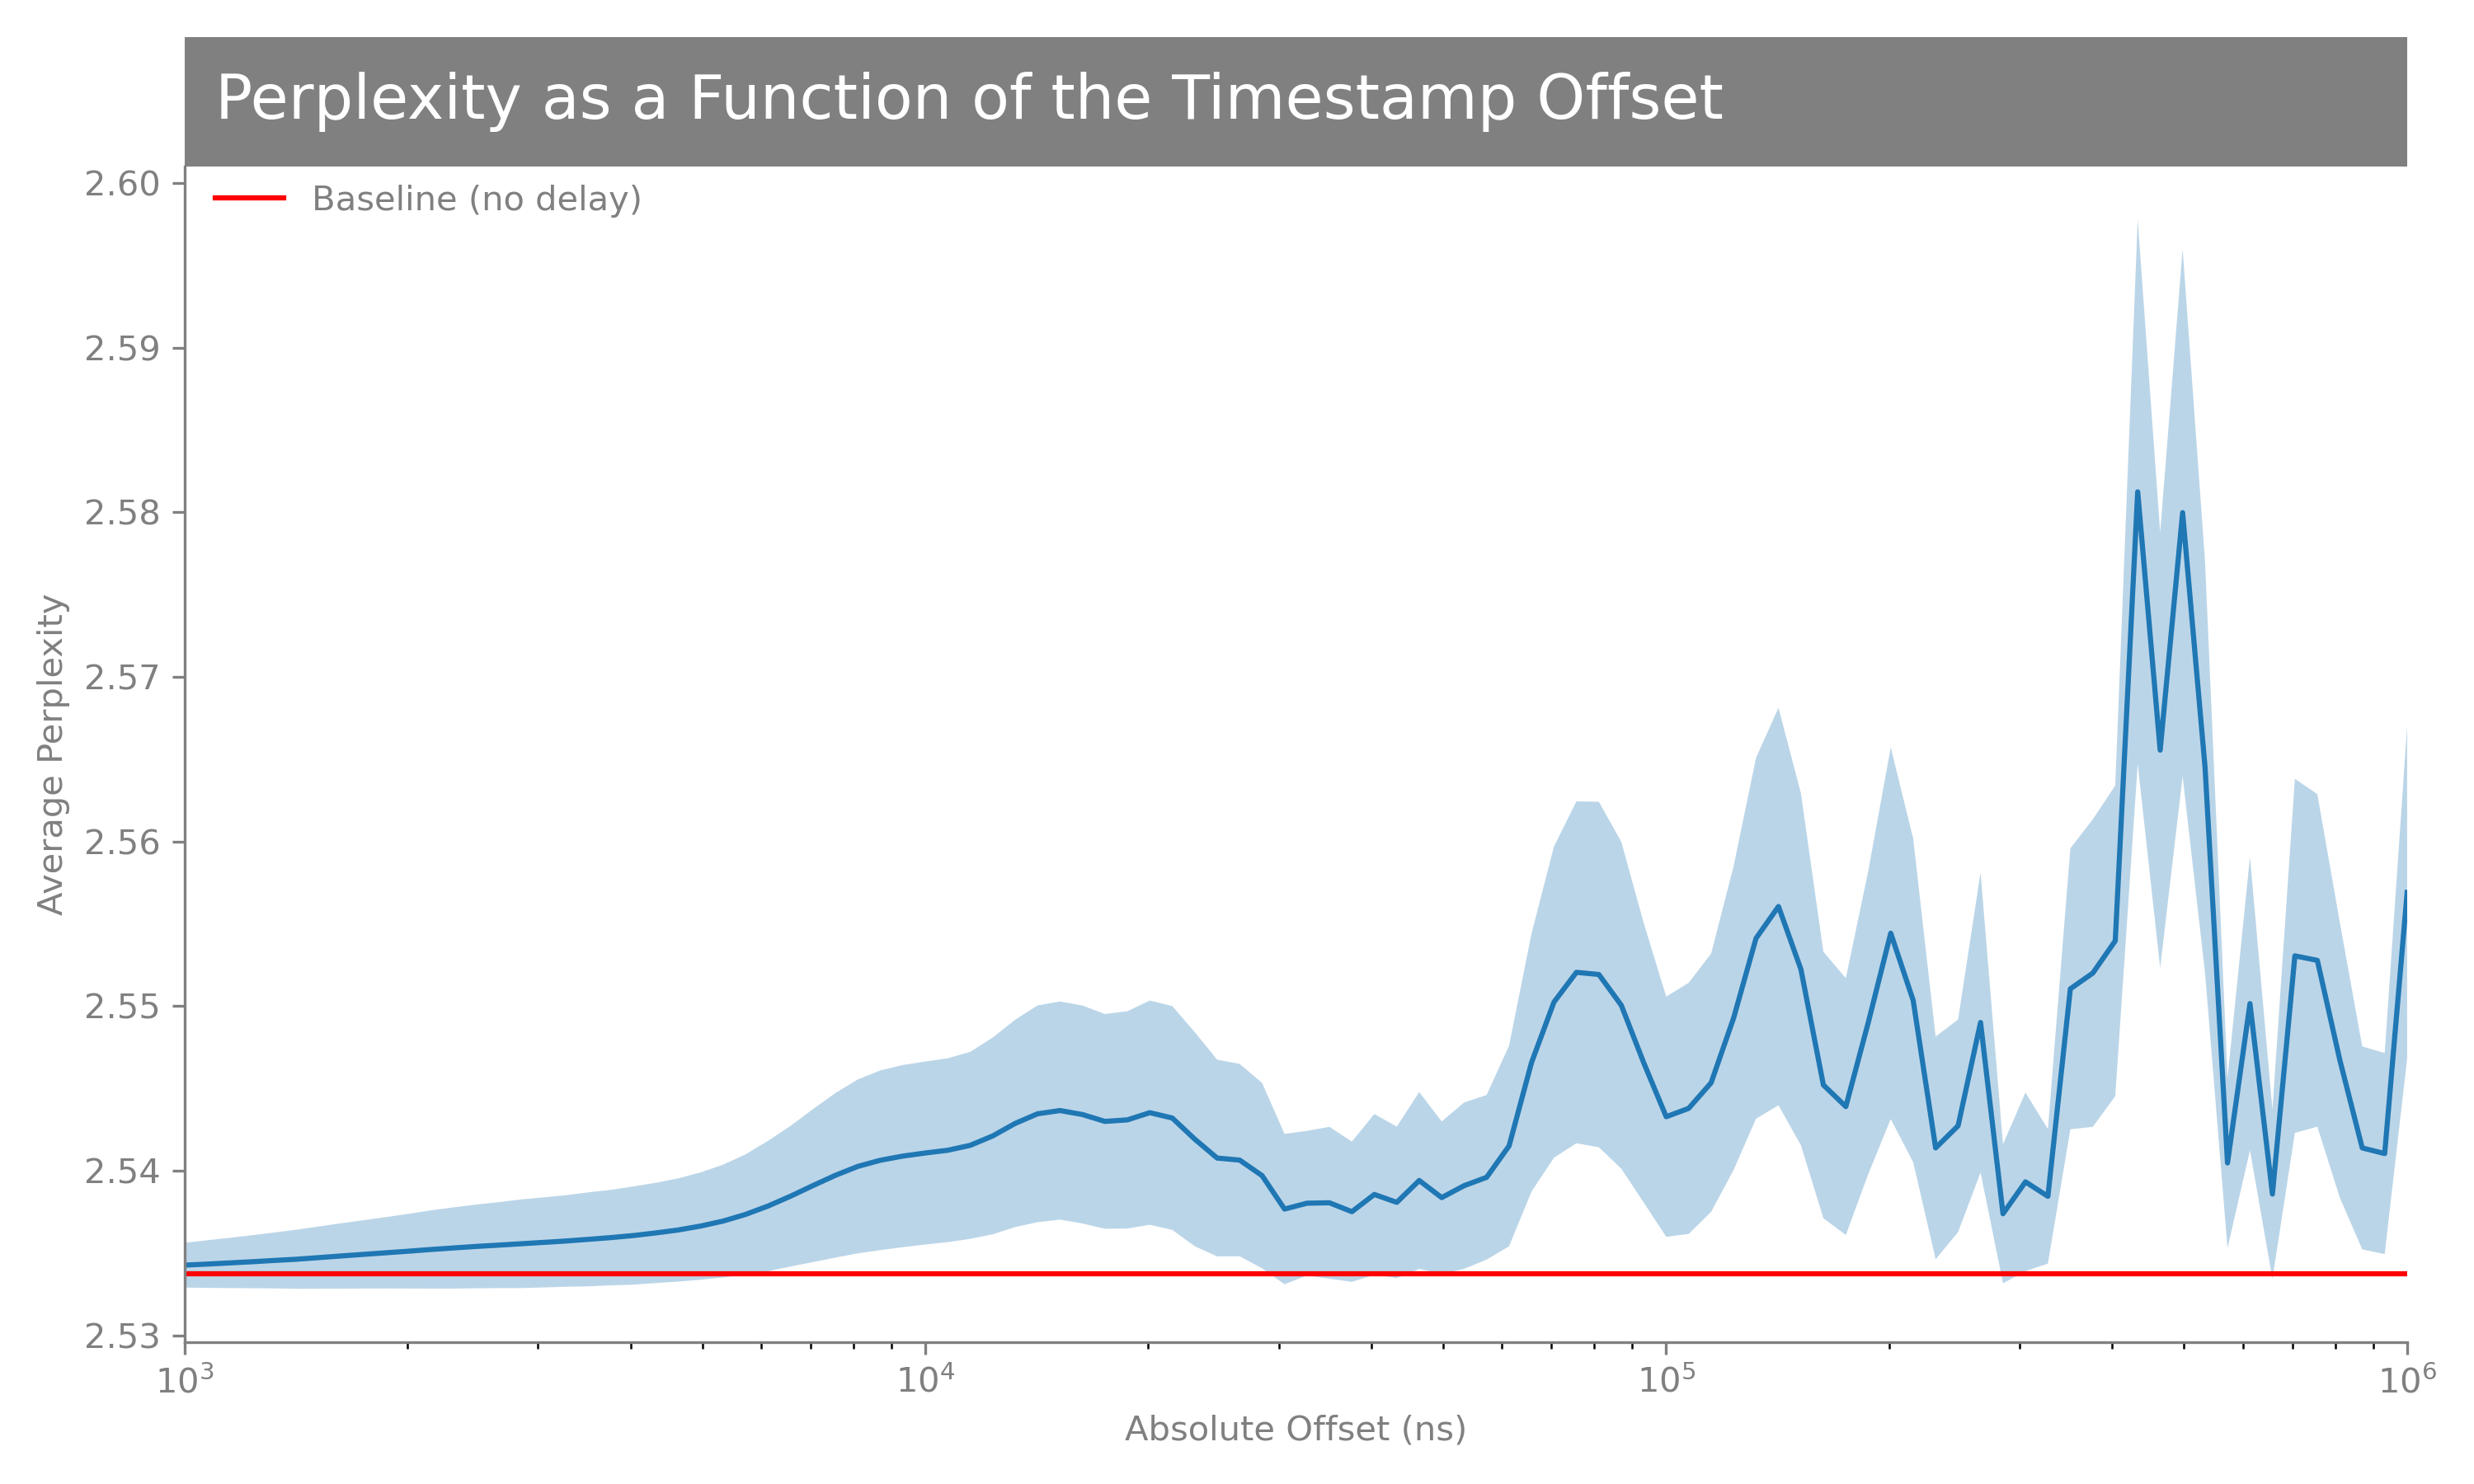 Perplexity as a Function of the Timestamp Offset
Baseline (no delay)
2.60
2.59
2.58
2.57
2.56
2.55
2.54
2.53
Average Perplexity
10³ 10⁴ 10⁵ 10⁶
Absolute Offset (ns)